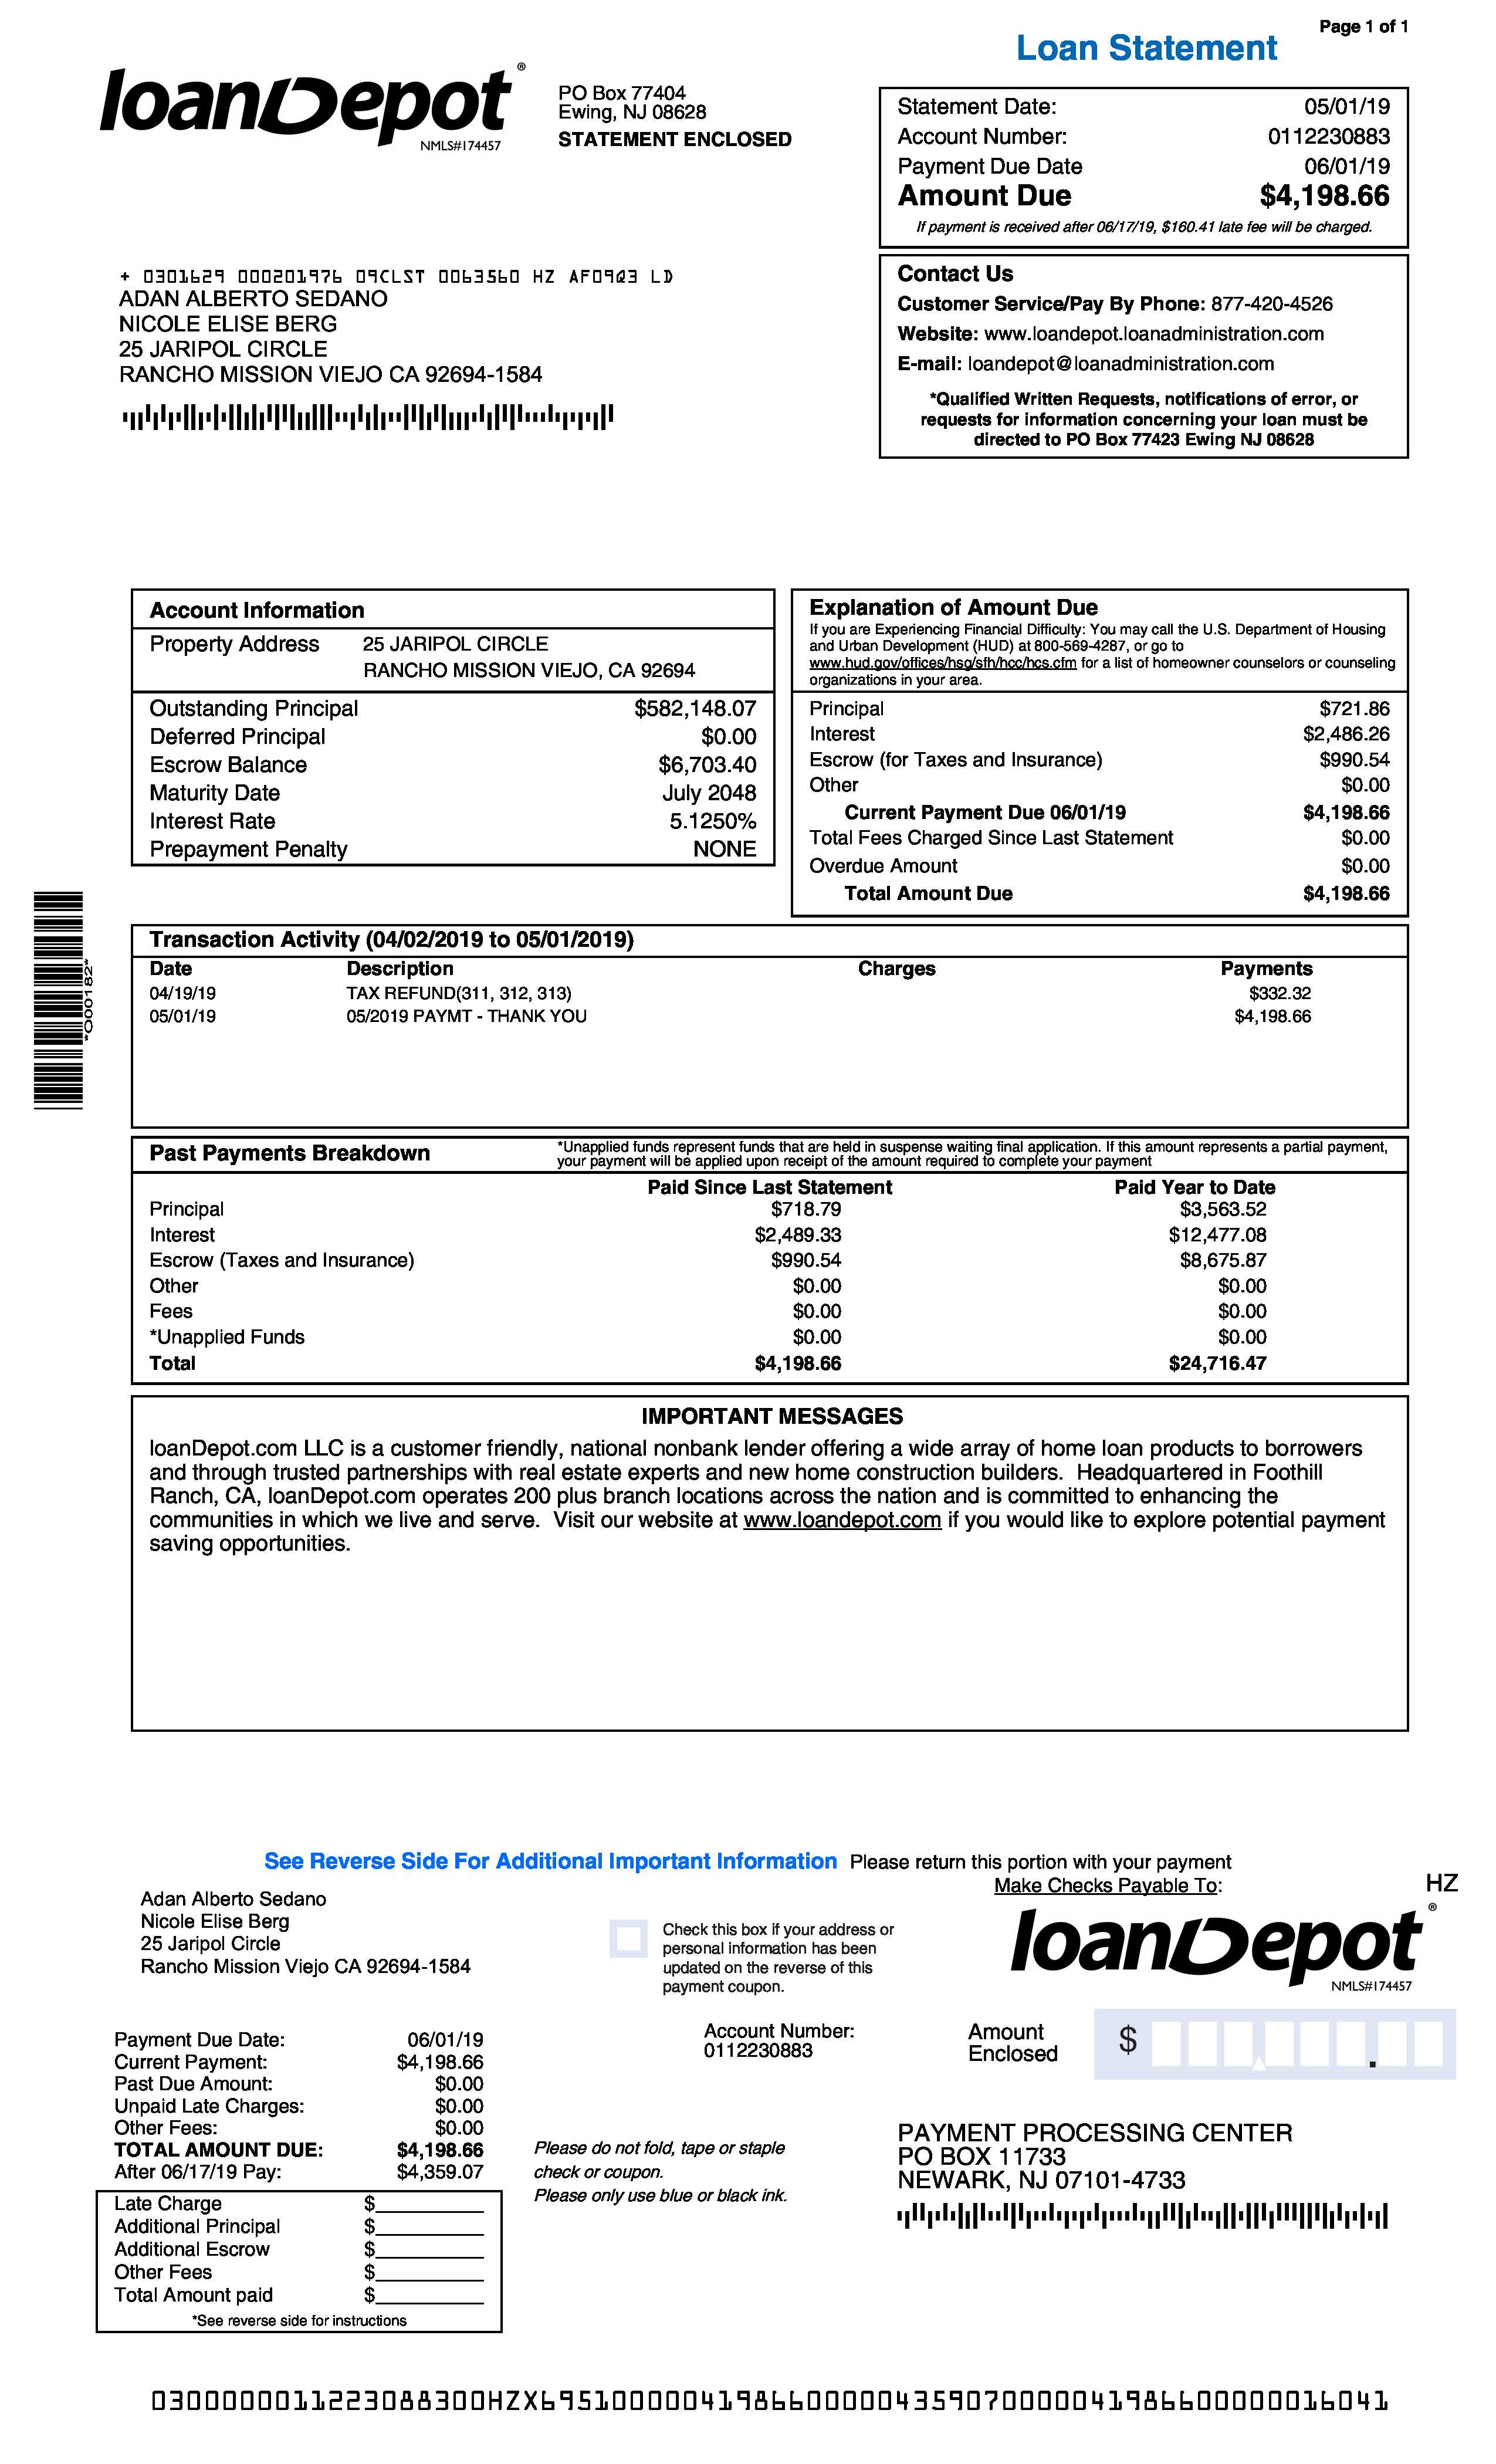 Page 1 of 1
Loan Statement
loanDepot®
NMLS#174457
PO Box 77404
Ewing, NJ 08628
STATEMENT ENCLOSED
Statement Date: 05/01/19
Account Number: 0112230883
Payment Due Date 06/01/19
Amount Due $4,198.66
If payment is received after 06/17/19, $160.41 late fee will be charged.
Contact Us
Customer Service/Pay By Phone: 877-420-4526
Website: www.loandepot.loanadministration.com
E-mail: loandepot@loanadministration.com
*Qualified Written Requests, notifications of error, or
requests for information concerning your loan must be
directed to PO Box 77423 Ewing NJ 08628
+ 0301629 000201976 09CLST 0063560 HZ AF09Q3 LD
ADAN ALBERTO SEDANO
NICOLE ELISE BERG
25 JARIPOL CIRCLE
RANCHO MISSION VIEJO CA 92694-1584
Account Information
Property Address 25 JARIPOL CIRCLE
RANCHO MISSION VIEJO, CA 92694
Outstanding Principal $582,148.07
Deferred Principal $0.00
Escrow Balance $6,703.40
Maturity Date July 2048
Interest Rate 5.1250%
Prepayment Penalty NONE
Explanation of Amount Due
If you are Experiencing Financial Difficulty: You may call the U.S. Department of Housing
and Urban Development (HUD) at 800-569-4287, or go to
www.hud.gov/offices/hsg/sfh/hcc/hcs.cfm for a list of homeowner counselors or counseling
organizations in your area.
Principal $721.86
Interest $2,486.26
Escrow (for Taxes and Insurance) $990.54
Other $0.00
Current Payment Due 06/01/19 $4,198.66
Total Fees Charged Since Last Statement $0.00
Overdue Amount $0.00
Total Amount Due $4,198.66
*O00182*
Transaction Activity (04/02/2019 to 05/01/2019)
Date Description Charges Payments
04/19/19 TAX REFUND(311, 312, 313) $332.32
05/01/19 05/2019 PAYMT - THANK YOU $4,198.66
Past Payments Breakdown
*Unapplied funds represent funds that are held in suspense waiting final application. If this amount represents a partial payment,
your payment will be applied upon receipt of the amount required to complete your payment
Paid Since Last Statement Paid Year to Date
Principal $718.79 $3,563.52
Interest $2,489.33 $12,477.08
Escrow (Taxes and Insurance) $990.54 $8,675.87
Other $0.00 $0.00
Fees $0.00 $0.00
*Unapplied Funds $0.00 $0.00
Total $4,198.66 $24,716.47
IMPORTANT MESSAGES
loanDepot.com LLC is a customer friendly, national nonbank lender offering a wide array of home loan products to borrowers
and through trusted partnerships with real estate experts and new home construction builders. Headquartered in Foothill
Ranch, CA, loanDepot.com operates 200 plus branch locations across the nation and is committed to enhancing the
communities in which we live and serve. Visit our website at www.loandepot.com if you would like to explore potential payment
saving opportunities.
See Reverse Side For Additional Important Information Please return this portion with your payment
Make Checks Payable To:
HZ
loanDepot®
NMLS#174457
Adan Alberto Sedano
Nicole Elise Berg
25 Jaripol Circle
Rancho Mission Viejo CA 92694-1584
Check this box if your address or
personal information has been
updated on the reverse of this
payment coupon.
Account Number:
0112230883
Amount
Enclosed
$ .
Payment Due Date: 06/01/19
Current Payment: $4,198.66
Past Due Amount: $0.00
Unpaid Late Charges: $0.00
Other Fees: $0.00
TOTAL AMOUNT DUE: $4,198.66
After 06/17/19 Pay: $4,359.07
Please do not fold, tape or staple
check or coupon.
Please only use blue or black ink.
PAYMENT PROCESSING CENTER
PO BOX 11733
NEWARK, NJ 07101-4733
Late Charge $
Additional Principal $
Additional Escrow $
Other Fees $
Total Amount paid $
*See reverse side for instructions
03000000011223088300HZX69510000041986600000435907000004198660000016041